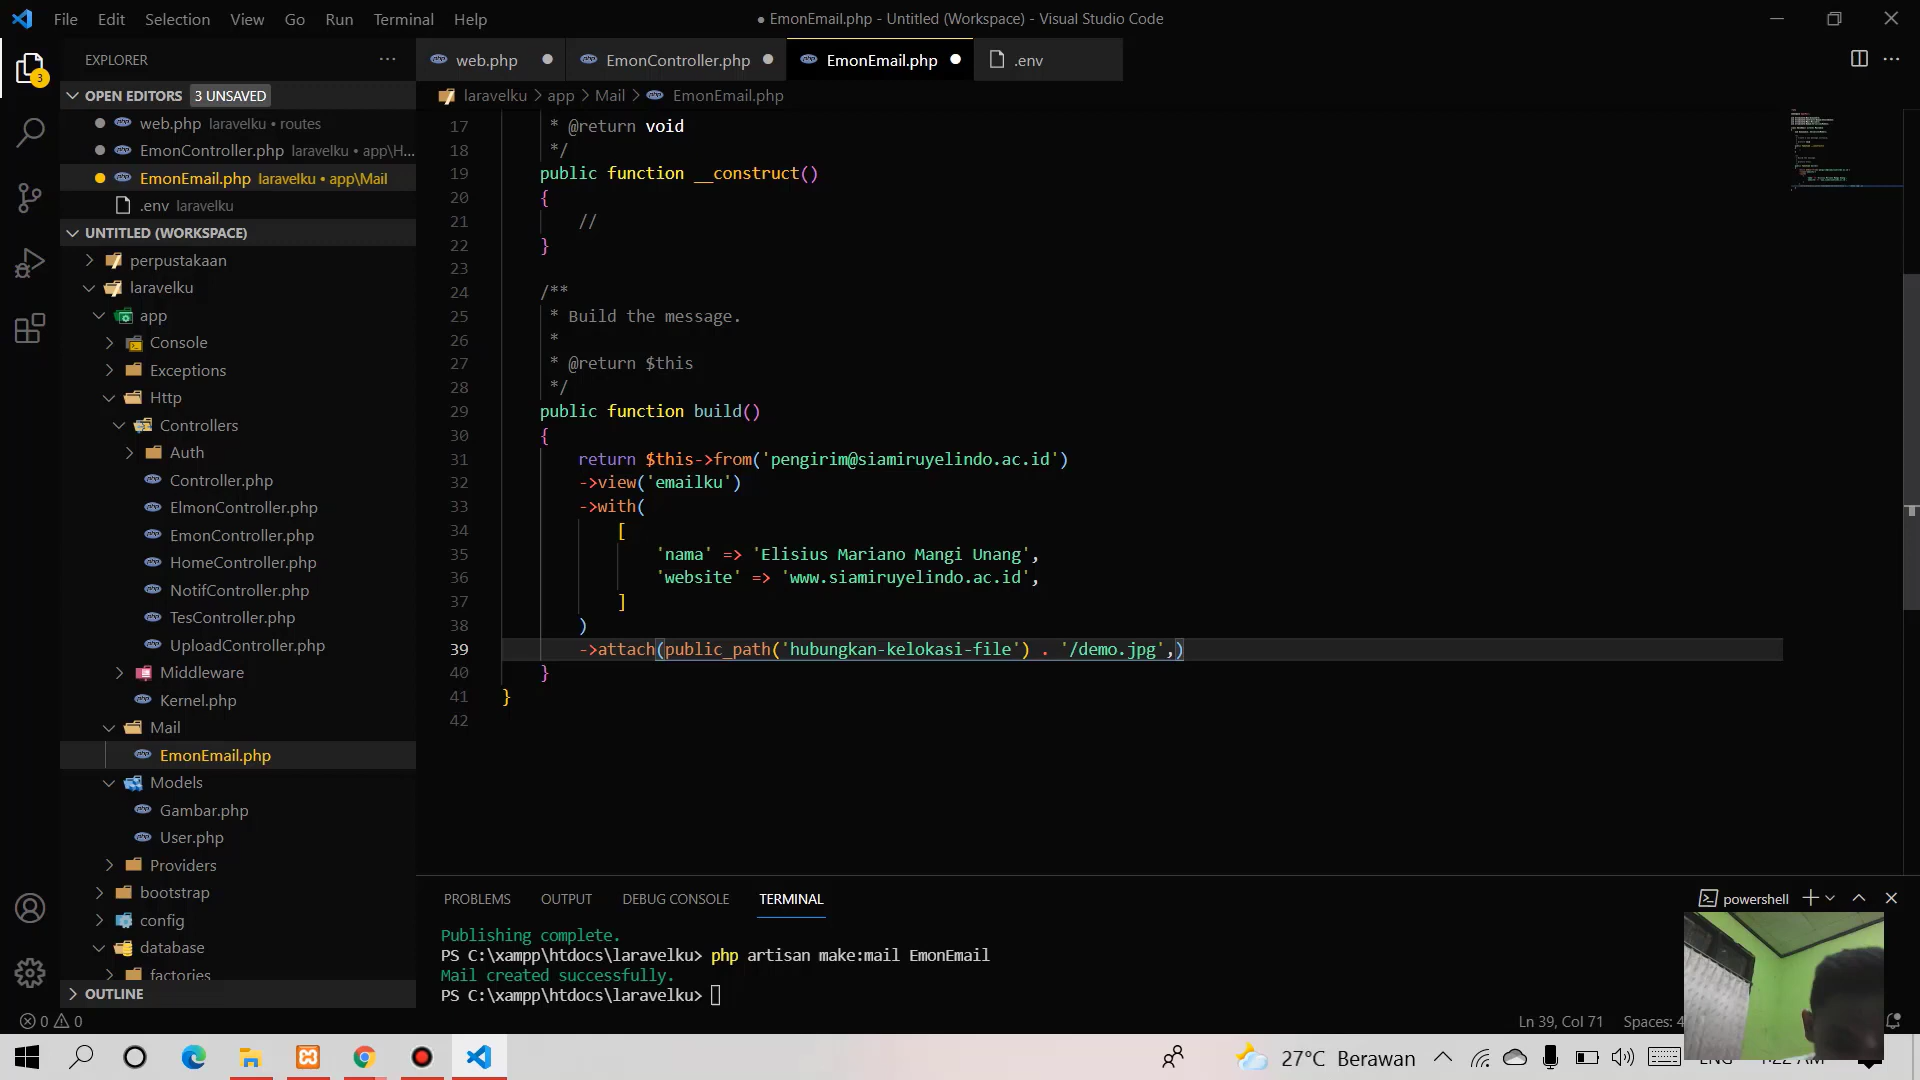 File Edit Selection View Go Run Terminal Help
● EmonEmail.php - Untitled (Workspace) - Visual Studio Code
EXPLORER
web.php
EmonController.php
EmonEmail.php
.env
3
OPEN EDITORS 3 UNSAVED
laravelku > app > Mail > EmonEmail.php
web.php laravelku • routes
EmonController.php laravelku • app\H...
EmonEmail.php laravelku • app\Mail
.env laravelku
UNTITLED (WORKSPACE)
perpustakaan
laravelku
app
Console
Exceptions
Http
Controllers
Auth
Controller.php
ElmonController.php
EmonController.php
HomeController.php
NotifController.php
TesController.php
UploadController.php
Middleware
Kernel.php
Mail
EmonEmail.php
Models
Gambar.php
User.php
Providers
bootstrap
config
database
factories
OUTLINE
17 * @return void
18 */
19 public function __construct()
20 {
21 //
22 }
23
24 /**
25 * Build the message.
26 *
27 * @return $this
28 */
29 public function build()
30 {
31 return $this->from('pengirim@siamiruyelindo.ac.id')
32 ->view('emailku')
33 ->with(
34 [
35 'nama' => 'Elisius Mariano Mangi Unang',
36 'website' => 'www.siamiruyelindo.ac.id',
37 ]
38 )
39 ->attach(public_path('hubungkan-kelokasi-file') . '/demo.jpg',)
40 }
41 }
42
PROBLEMS OUTPUT DEBUG CONSOLE TERMINAL
powershell
Publishing complete.
PS C:\xampp\htdocs\laravelku> php artisan make:mail EmonEmail
Mail created successfully.
PS C:\xampp\htdocs\laravelku>
0 0
Ln 39, Col 71 Spaces: 4
27°C Berawan